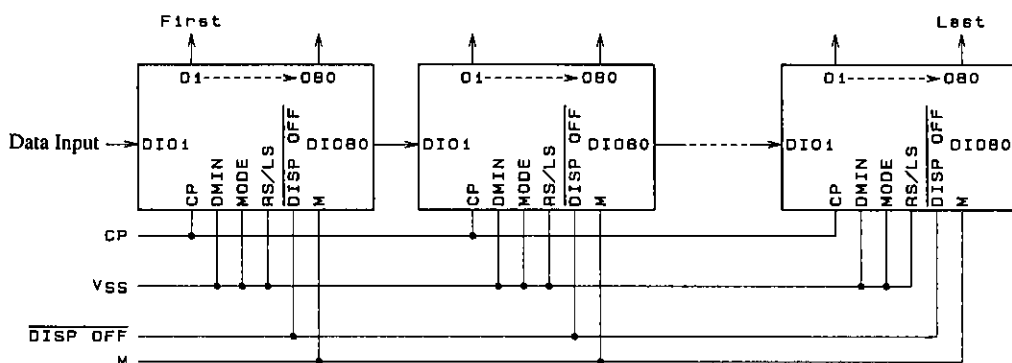 First Last
O1 O80 O1 O80 O1 O80
Data Input DIO1 DIO80 DIO1 DIO80 DIO1 DIO80
CP DMIN MODE RS/LS DISP OFF M CP DMIN MODE RS/LS DISP OFF M CP DMIN MODE RS/LS DISP OFF M
CP
VSS
DISP OFF
M